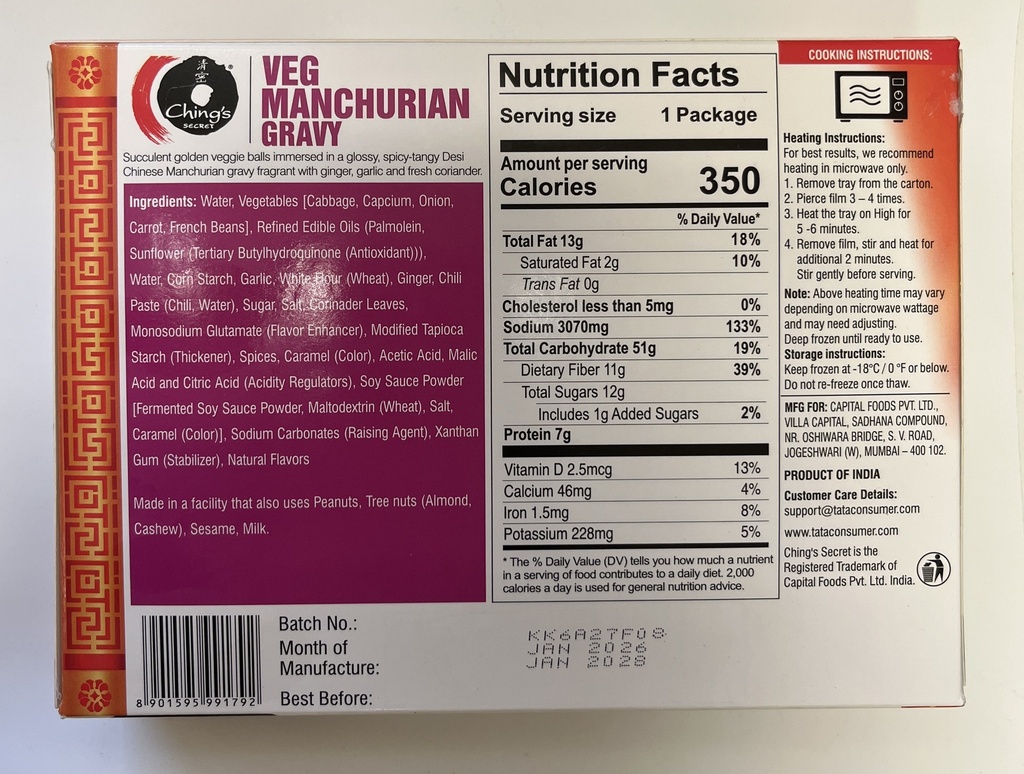 清
密
Ching's
SECRET
®
VEG
MANCHURIAN
GRAVY
Succulent golden veggie balls immersed in a glossy, spicy-tangy Desi
Chinese Manchurian gravy fragrant with ginger, garlic and fresh coriander.
Ingredients: Water, Vegetables [Cabbage, Capcium, Onion,
Carrot, French Beans], Refined Edible Oils (Palmolein,
Sunflower (Tertiary Butylhydroquinone (Antioxidant))),
Water, Corn Starch, Garlic, White Flour (Wheat), Ginger, Chili
Paste (Chili, Water), Sugar, Salt, Corinader Leaves,
Monosodium Glutamate (Flavor Enhancer), Modified Tapioca
Starch (Thickener), Spices, Caramel (Color), Acetic Acid, Malic
Acid and Citric Acid (Acidity Regulators), Soy Sauce Powder
[Fermented Soy Sauce Powder, Maltodextrin (Wheat), Salt,
Caramel (Color)], Sodium Carbonates (Raising Agent), Xanthan
Gum (Stabilizer), Natural Flavors
Made in a facility that also uses Peanuts, Tree nuts (Almond,
Cashew), Sesame, Milk.
Nutrition Facts
Serving size 1 Package
Amount per serving
Calories 350
% Daily Value*
Total Fat 13g 18%
Saturated Fat 2g 10%
Trans Fat 0g
Cholesterol less than 5mg 0%
Sodium 3070mg 133%
Total Carbohydrate 51g 19%
Dietary Fiber 11g 39%
Total Sugars 12g
Includes 1g Added Sugars 2%
Protein 7g
Vitamin D 2.5mcg 13%
Calcium 46mg 4%
Iron 1.5mg 8%
Potassium 228mg 5%
* The % Daily Value (DV) tells you how much a nutrient
in a serving of food contributes to a daily diet. 2,000
calories a day is used for general nutrition advice.
COOKING INSTRUCTIONS:
Heating Instructions:
For best results, we recommend
heating in microwave only.
1. Remove tray from the carton.
2. Pierce film 3 – 4 times.
3. Heat the tray on High for
5 -6 minutes.
4. Remove film, stir and heat for
additional 2 minutes.
Stir gently before serving.
Note: Above heating time may vary
depending on microwave wattage
and may need adjusting.
Deep frozen until ready to use.
Storage instructions:
Keep frozen at -18°C / 0 °F or below.
Do not re-freeze once thaw.
MFG FOR: CAPITAL FOODS PVT. LTD.,
VILLA CAPITAL, SADHANA COMPOUND,
NR. OSHIWARA BRIDGE, S. V. ROAD,
JOGESHWARI (W), MUMBAI – 400 102.
PRODUCT OF INDIA
Customer Care Details:
support@tataconsumer.com
www.tataconsumer.com
Ching's Secret is the
Registered Trademark of
Capital Foods Pvt. Ltd. India.
8 901595 991792
Batch No.:
Month of
Manufacture:
Best Before:
KK6A27F08
JAN 2026
JAN 2028